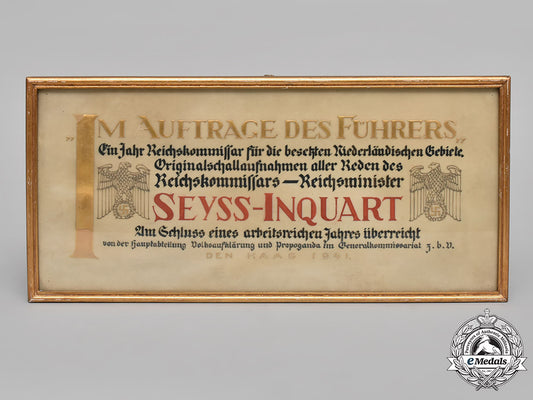 „IM AUFTRAGE DES FÜHRERS„
Ein Jahr Reichskommissar für die besetzten Niederländischen Gebiete.
Originalschallaufnahmen aller Reden des
Reichskommissars — Reichsminister
SEYSS-INQUART
Am Schluss eines arbeitsreichen Jahres überreicht
von der Hauptabteilung Volksaufklärung und Propaganda im Generalkommissariat z.b.V.
DEN HAAG 1941.
eMedals